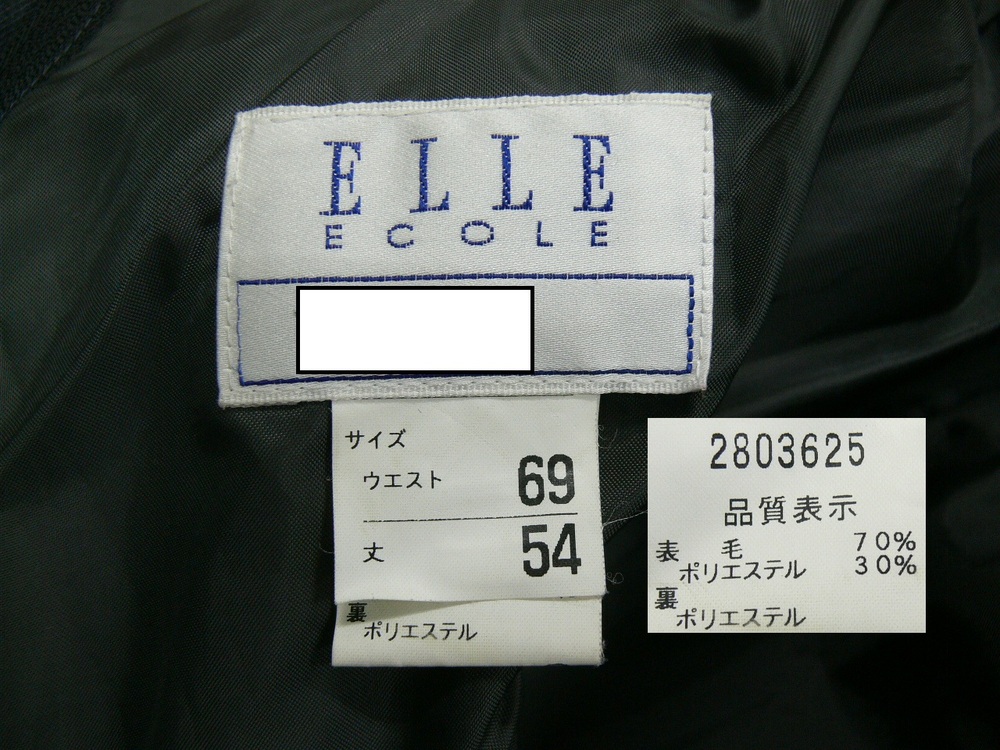 ELLE
ECOLE
サイズ
ウエスト 69
丈 54
裏
ポリエステル
2803625
品質表示
表 毛 70%
ポリエステル 30%
裏
ポリエステル